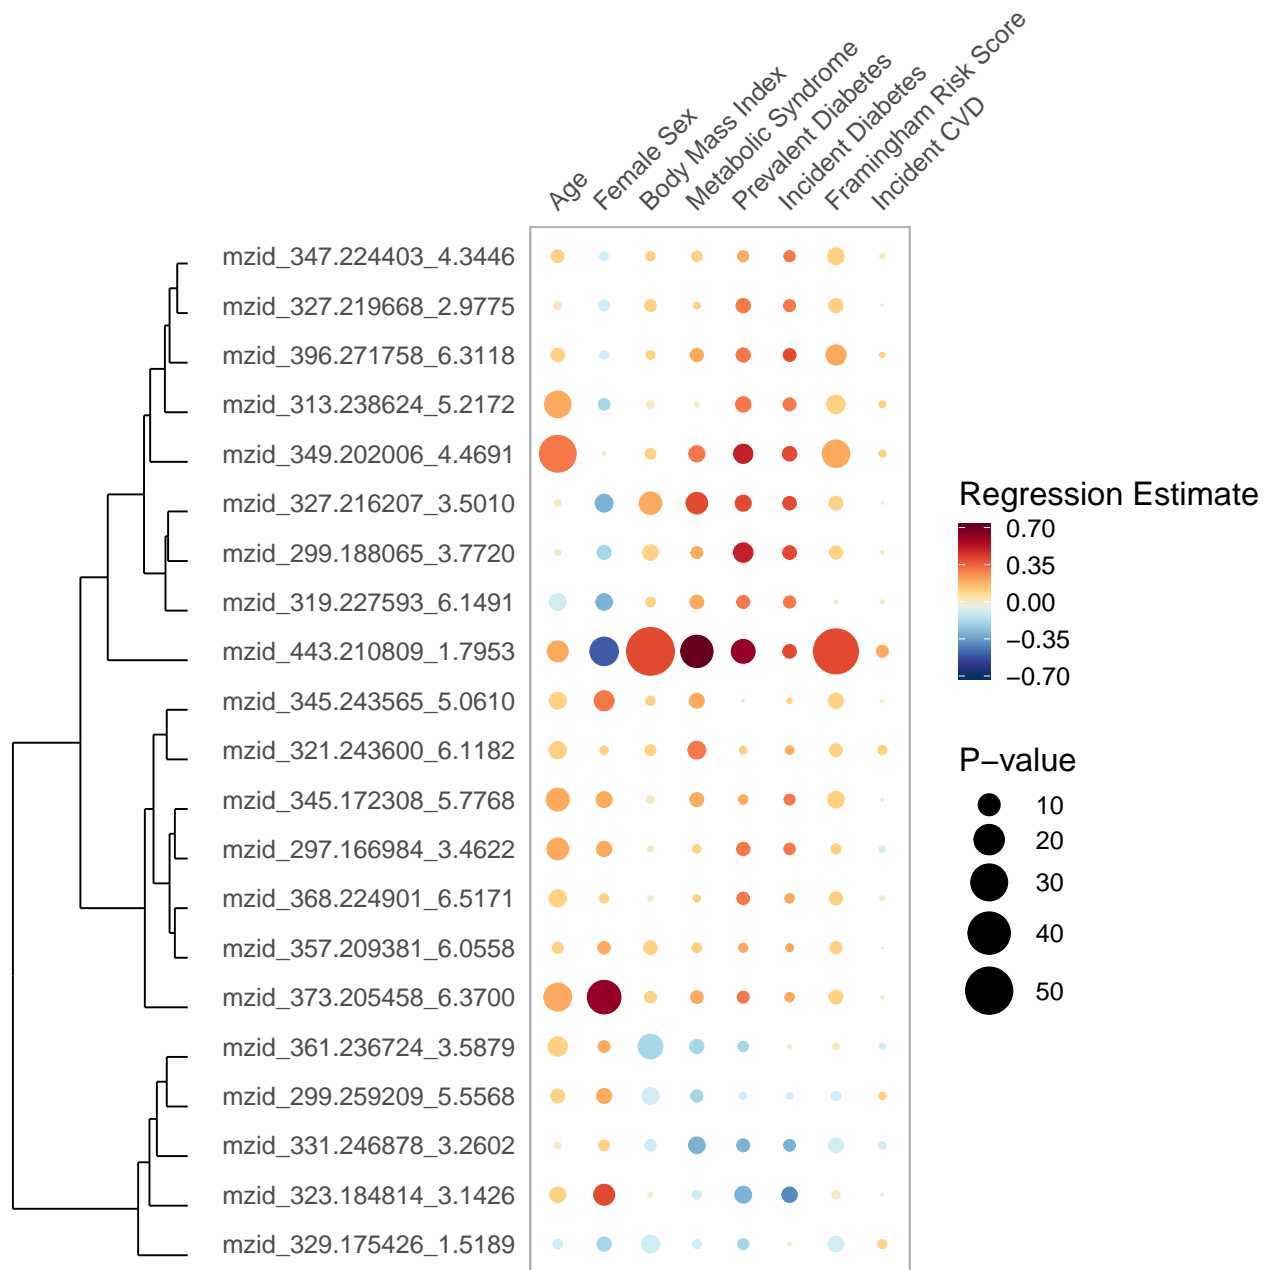 Age
Female Sex
Body Mass Index
Metabolic Syndrome
Prevalent Diabetes
Incident Diabetes
Framingham Risk Score
Incident CVD
mzid_347.224403_4.3446
mzid_327.219668_2.9775
mzid_396.271758_6.3118
mzid_313.238624_5.2172
mzid_349.202006_4.4691
mzid_327.216207_3.5010
mzid_299.188065_3.7720
mzid_319.227593_6.1491
mzid_443.210809_1.7953
mzid_345.243565_5.0610
mzid_321.243600_6.1182
mzid_345.172308_5.7768
mzid_297.166984_3.4622
mzid_368.224901_6.5171
mzid_357.209381_6.0558
mzid_373.205458_6.3700
mzid_361.236724_3.5879
mzid_299.259209_5.5568
mzid_331.246878_3.2602
mzid_323.184814_3.1426
mzid_329.175426_1.5189
Regression Estimate
0.70
0.35
0.00
−0.35
−0.70
P−value
10
20
30
40
50